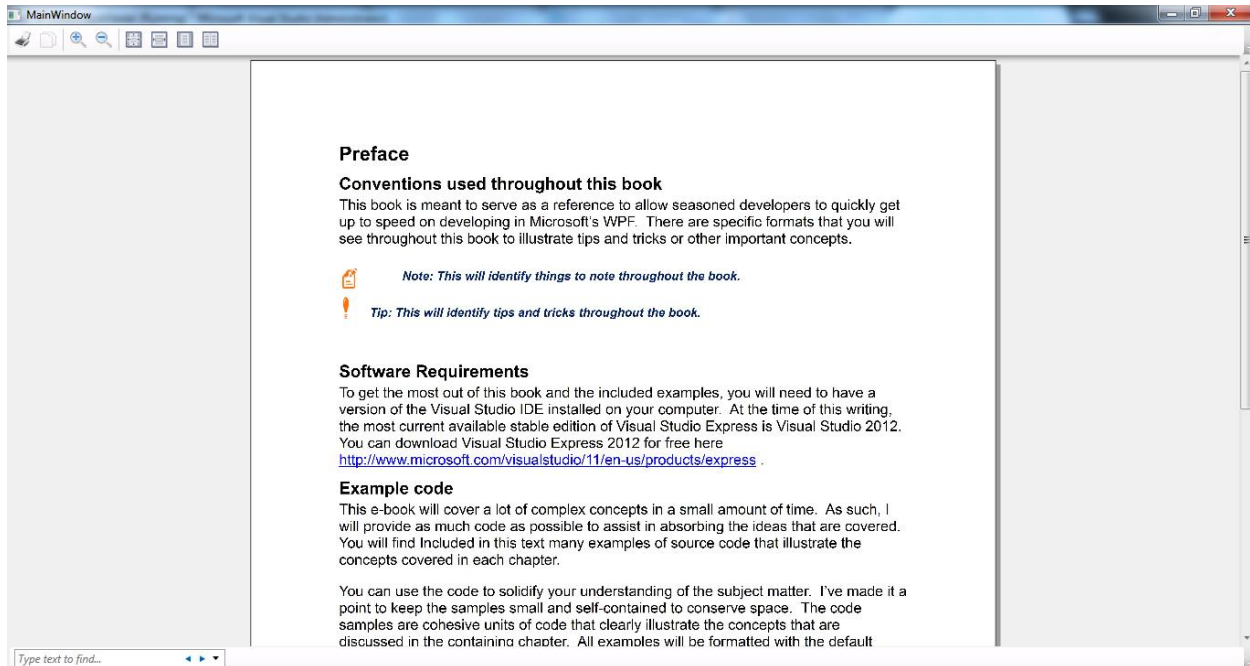 MainWindow
Preface
Conventions used throughout this book
This book is meant to serve as a reference to allow seasoned developers to quickly get
up to speed on developing in Microsoft's WPF.  There are specific formats that you will
see throughout this book to illustrate tips and tricks or other important concepts.
Note: This will identify things to note throughout the book.
Tip: This will identify tips and tricks throughout the book.
Software Requirements
To get the most out of this book and the included examples, you will need to have a
version of the Visual Studio IDE installed on your computer.  At the time of this writing,
the most current available stable edition of Visual Studio Express is Visual Studio 2012.
You can download Visual Studio Express 2012 for free here
http://www.microsoft.com/visualstudio/11/en-us/products/express .
Example code
This e-book will cover a lot of complex concepts in a small amount of time.  As such, I
will provide as much code as possible to assist in absorbing the ideas that are covered.
You will find Included in this text many examples of source code that illustrate the
concepts covered in each chapter.
You can use the code to solidify your understanding of the subject matter.  I've made it a
point to keep the samples small and self-contained to conserve space.  The code
samples are cohesive units of code that clearly illustrate the concepts that are
discussed in the containing chapter.  All examples will be formatted with the default
Type text to find...